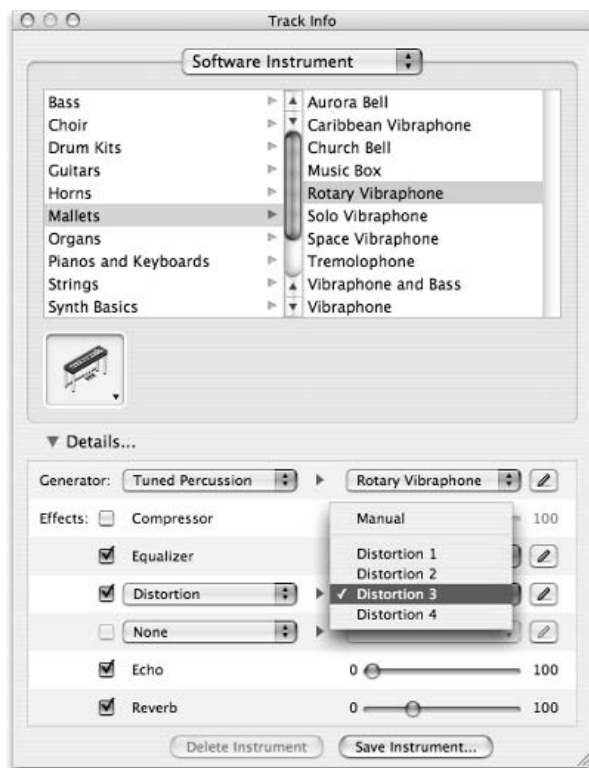 Track Info
Software Instrument
Bass
Choir
Drum Kits
Guitars
Horns
Mallets
Organs
Pianos and Keyboards
Strings
Synth Basics
Aurora Bell
Caribbean Vibraphone
Church Bell
Music Box
Rotary Vibraphone
Solo Vibraphone
Space Vibraphone
Tremolophone
Vibraphone and Bass
Vibraphone
Details...
Generator: Tuned Percussion Rotary Vibraphone
Effects: Compressor 100
Equalizer
Distortion
None
Manual
Distortion 1
Distortion 2
✓ Distortion 3
Distortion 4
Echo 0 100
Reverb 0 100
Delete Instrument Save Instrument...